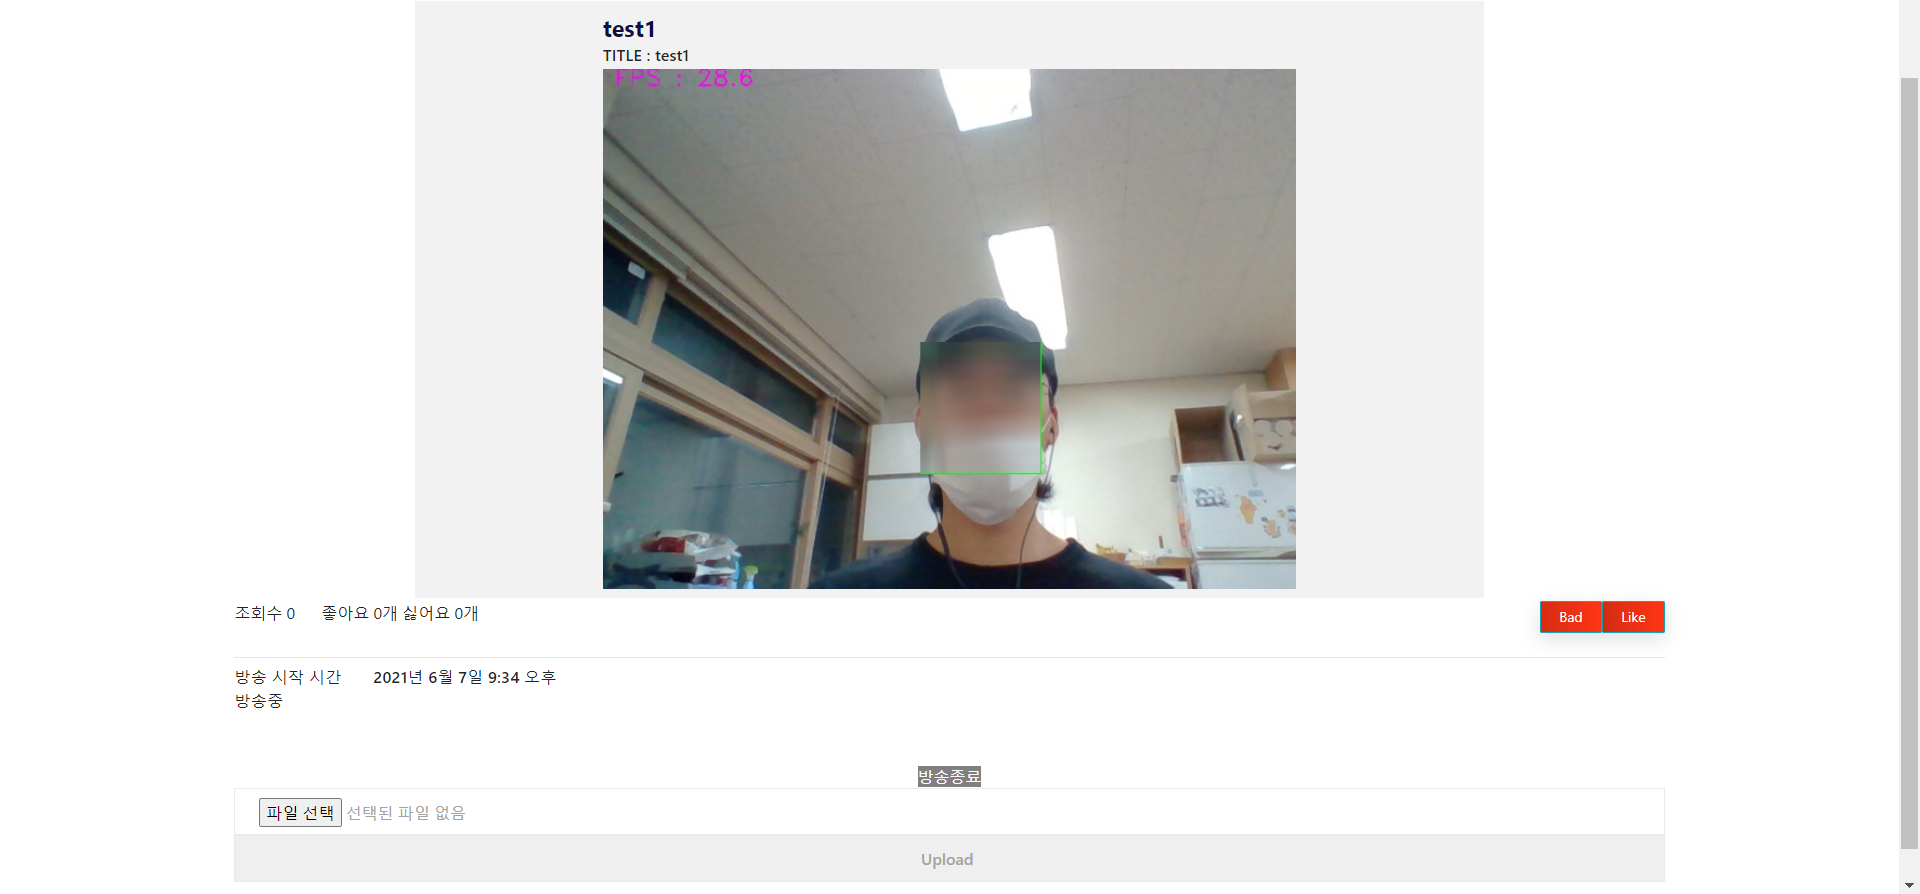 test1
TITLE : test1
FPS : 28.6
조회수 0 좋아요 0개 싫어요 0개
Bad Like
방송 시작 시간 2021년 6월 7일 9:34 오후
방송중
방송종료
파일 선택 선택된 파일 없음
Upload